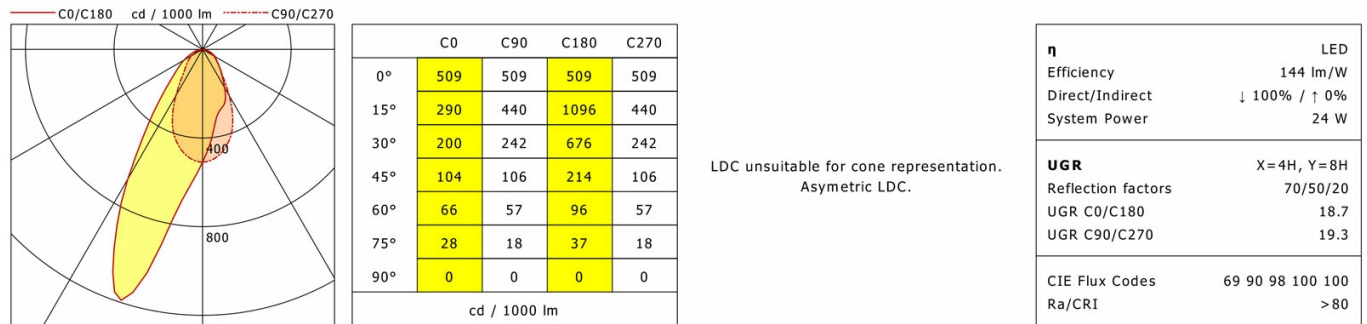 C0/C180 cd / 1000 lm C90/C270
400
800
C0 C90 C180 C270
0° 509 509 509 509
15° 290 440 1096 440
30° 200 242 676 242
45° 104 106 214 106
60° 66 57 96 57
75° 28 18 37 18
90° 0 0 0 0
cd / 1000 lm
LDC unsuitable for cone representation.
Asymetric LDC.
η LED
Efficiency 144 lm/W
Direct/Indirect ↓ 100% / ↑ 0%
System Power 24 W
UGR X=4H, Y=8H
Reflection factors 70/50/20
UGR C0/C180 18.7
UGR C90/C270 19.3
CIE Flux Codes 69 90 98 100 100
Ra/CRI >80